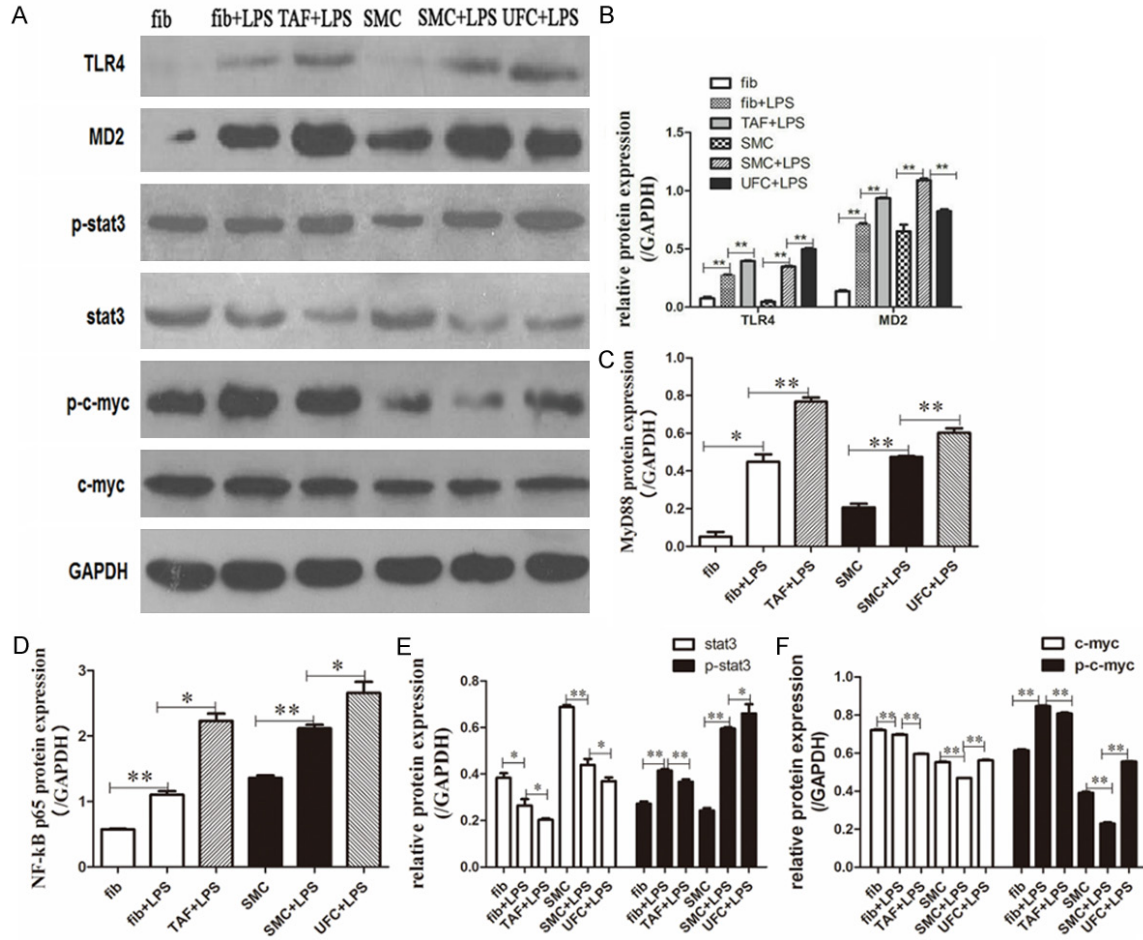 A
fib fib+LPS TAF+LPS SMC SMC+LPS UFC+LPS
TLR4
MD2
p-stat3
stat3
p-c-myc
c-myc
GAPDH
B
fib
fib+LPS
TAF+LPS
SMC
SMC+LPS
UFC+LPS
relative protein expression
(/GAPDH)
1.5
1.0
0.5
0.0
** ** ** ** ** ** ** **
TLR4 MD2
C
MyD88 protein expression
(/GAPDH)
1.0
0.8
0.6
0.4
0.2
0.0
* ** ** **
fib fib+LPS TAF+LPS SMC SMC+LPS UFC+LPS
D
NF-kB p65 protein expression
(/GAPDH)
3
2
1
0
** * ** *
fib fib+LPS TAF+LPS SMC SMC+LPS UFC+LPS
E
stat3
p-stat3
relative protein expression
(/GAPDH)
0.8
0.6
0.4
0.2
0.0
* * ** * ** ** ** *
fib fib+LPS TAF+LPS SMC SMC+LPS UFC+LPS fib fib+LPS TAF+LPS SMC SMC+LPS UFC+LPS
F
c-myc
p-c-myc
relative protein expression
(/GAPDH)
1.0
0.8
0.6
0.4
0.2
0.0
** ** ** ** ** ** ** **
fib fib+LPS TAF+LPS SMC SMC+LPS UFC+LPS fib fib+LPS TAF+LPS SMC SMC+LPS UFC+LPS